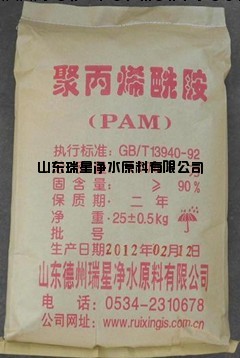 聚丙烯酰胺
(PAM)
执行标准：GB/T13940-92
山东瑞星净水原料有限公司
固含量：≥ 90%
保质期：二年
净重：25±0.5kg
批号
生产日期2012年02月12日
山东德州瑞星净水原料有限公司
电话：0534-2310678
公司网址：www.ruixingjs.com.cn